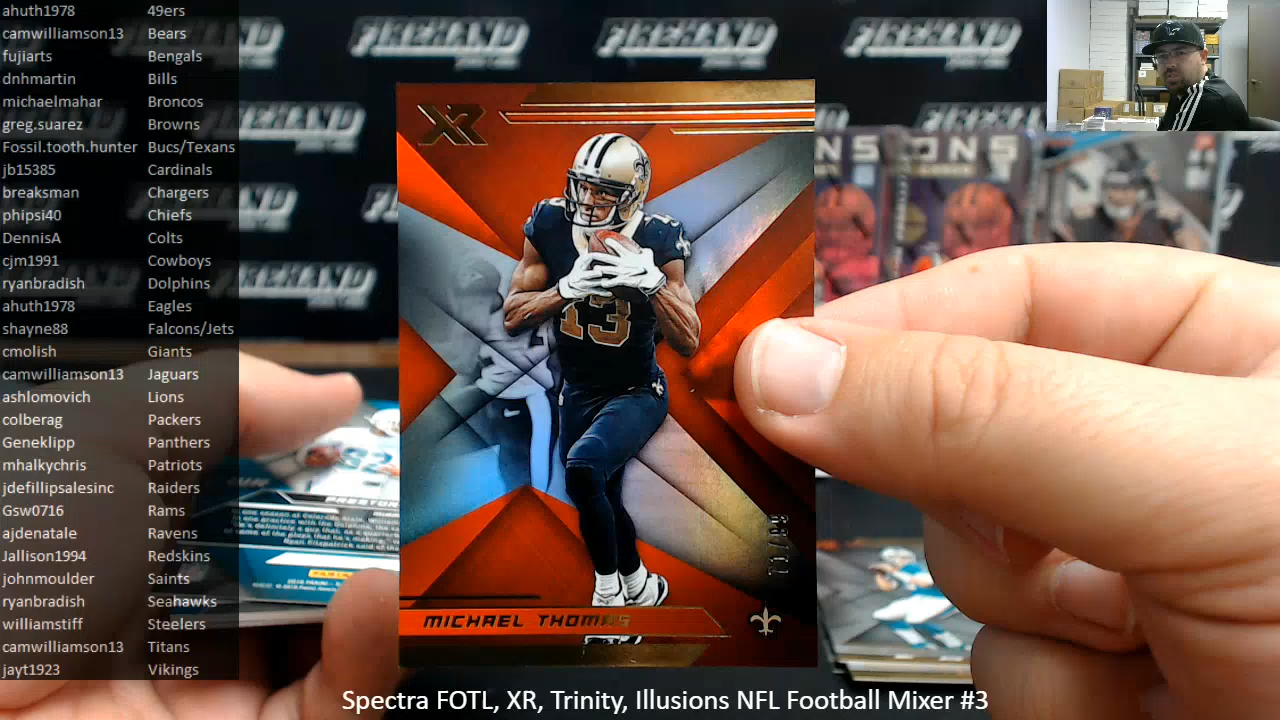 ahuth1978 49ers
camwilliamson13 Bears
fujiarts Bengals
dnhmartin Bills
michaelmahar Broncos
greg.suarez Browns
Fossil.tooth.hunter Bucs/Texans
jb15385 Cardinals
breaksman Chargers
phipsi40 Chiefs
DennisA Colts
cjm1991 Cowboys
ryanbradish Dolphins
ahuth1978 Eagles
shayne88 Falcons/Jets
cmolish Giants
camwilliamson13 Jaguars
ashlomovich Lions
colberag Packers
Geneklipp Panthers
mhalkychris Patriots
jdefillipsalesinc Raiders
Gsw0716 Rams
ajdenatale Ravens
Jallison1994 Redskins
johnmoulder Saints
ryanbradish Seahawks
williamstiff Steelers
camwilliamson13 Titans
jayt1923 Vikings
FIREHAND
FIREHAND
FIREHAND
XR
13
MICHAEL THOMAS
PRESTON
Spectra FOTL, XR, Trinity, Illusions NFL Football Mixer #3